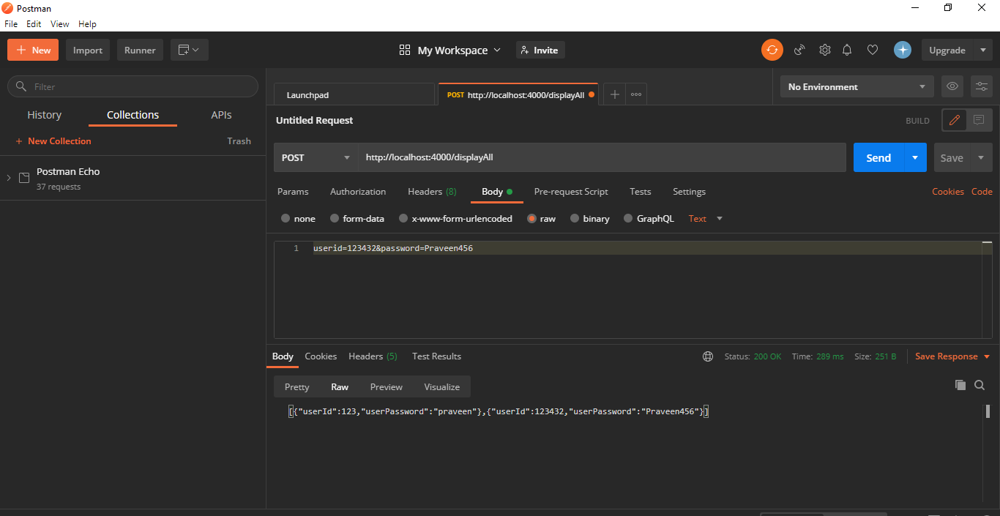 Postman
File Edit View Help
New Import Runner My Workspace Invite Upgrade
Filter
History Collections APIs
+ New Collection Trash
Postman Echo
37 requests
Launchpad POST http://localhost:4000/displayAll No Environment
Untitled Request BUILD
POST http://localhost:4000/displayAll Send Save
Params Authorization Headers (8) Body Pre-request Script Tests Settings Cookies Code
none form-data x-www-form-urlencoded raw binary GraphQL Text
1 userid=123432&password=Praveen456
Body Cookies Headers (5) Test Results Status: 200 OK Time: 289 ms Size: 251 B Save Response
Pretty Raw Preview Visualize
[{"userId":123,"userPassword":"praveen"},{"userId":123432,"userPassword":"Praveen456"}]